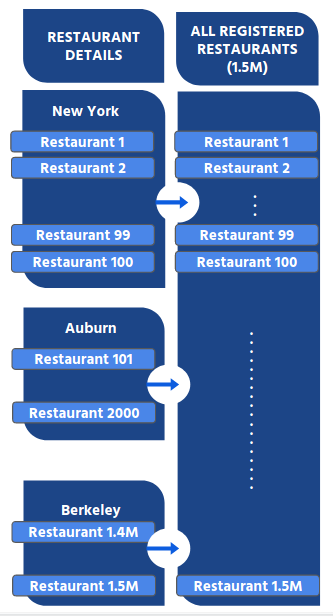 RESTAURANT
DETAILS
New York
Restaurant 1
Restaurant 2
Restaurant 99
Restaurant 100
Auburn
Restaurant 101
Restaurant 2000
Berkeley
Restaurant 1.4M
Restaurant 1.5M
ALL REGISTERED
RESTAURANTS
(1.5M)
Restaurant 1
Restaurant 2
Restaurant 99
Restaurant 100
Restaurant 1.5M